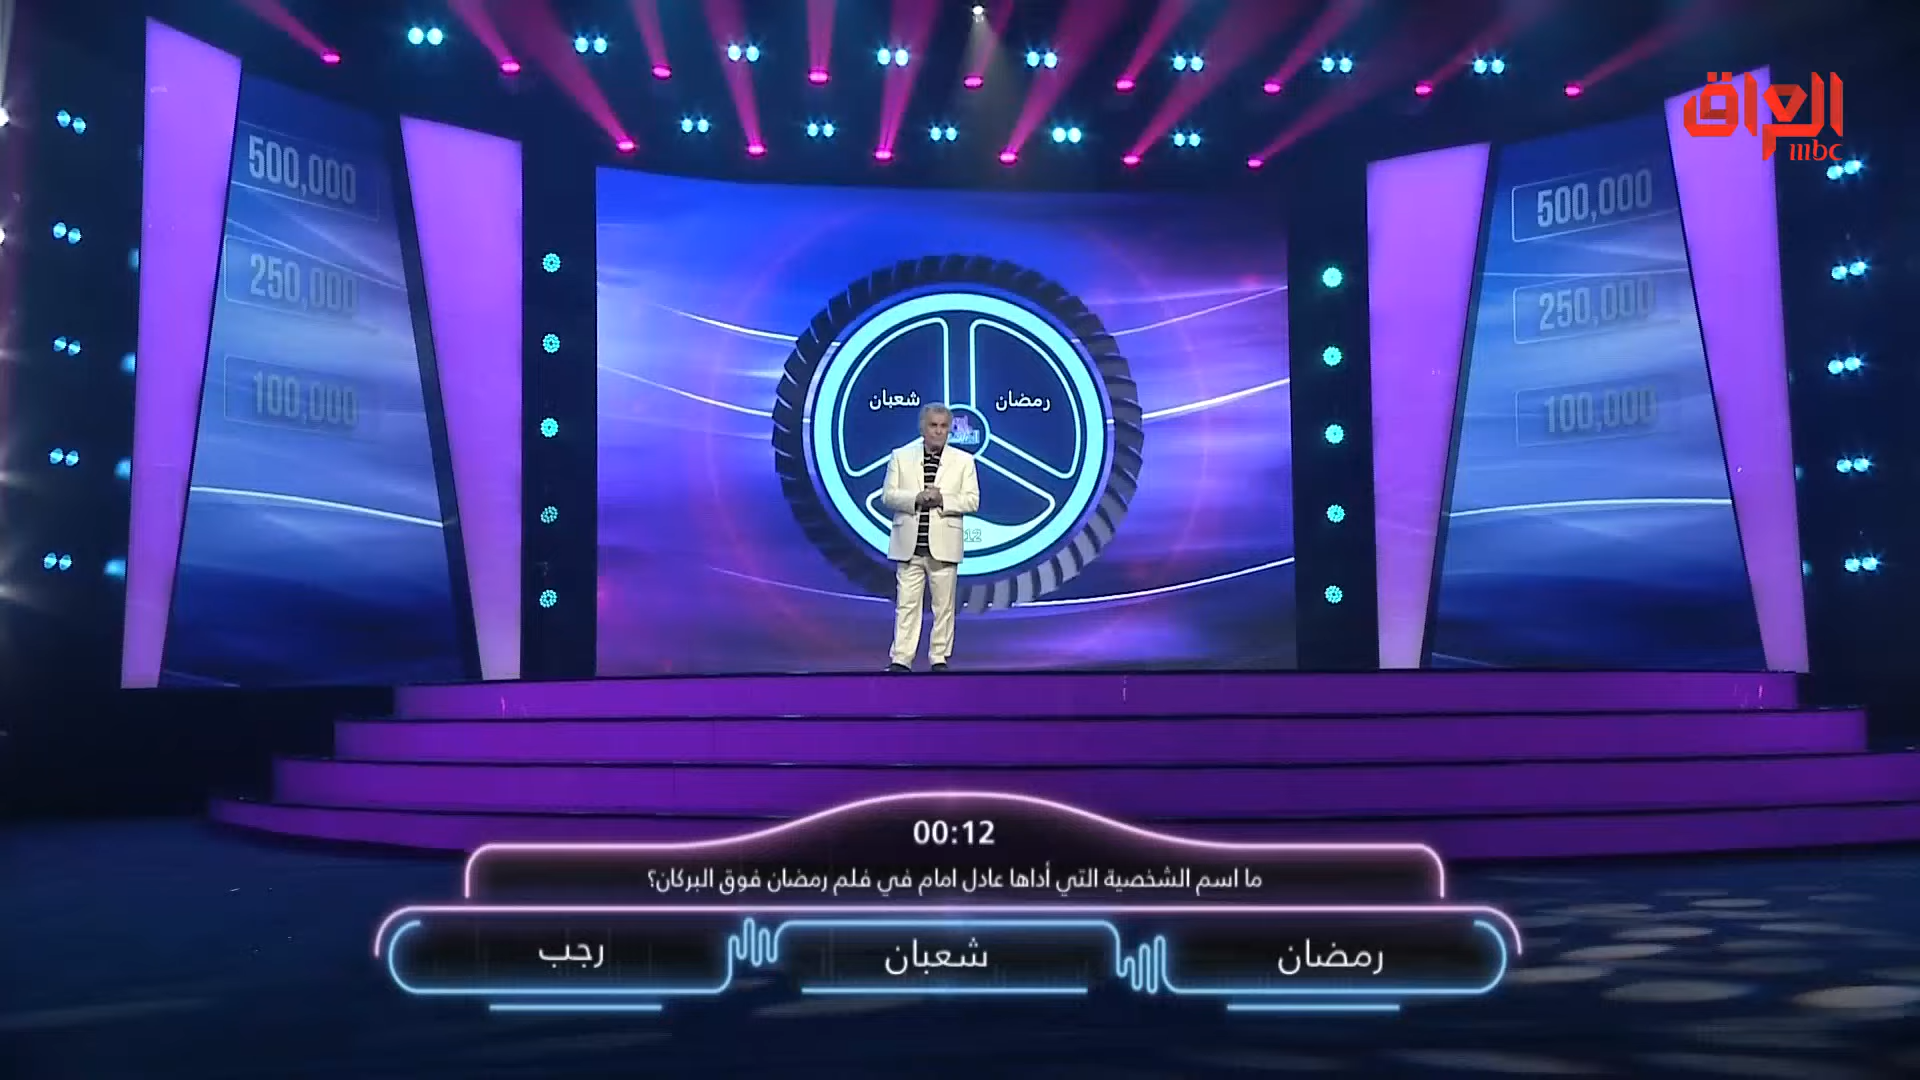 العراق
mbc
500,000
250,000
100,000
500,000
250,000
100,000
رمضان
شعبان
12
00:12
ما اسم الشخصية التي أداها عادل امام في فلم رمضان فوق البركان؟
رمضان
شعبان
رجب